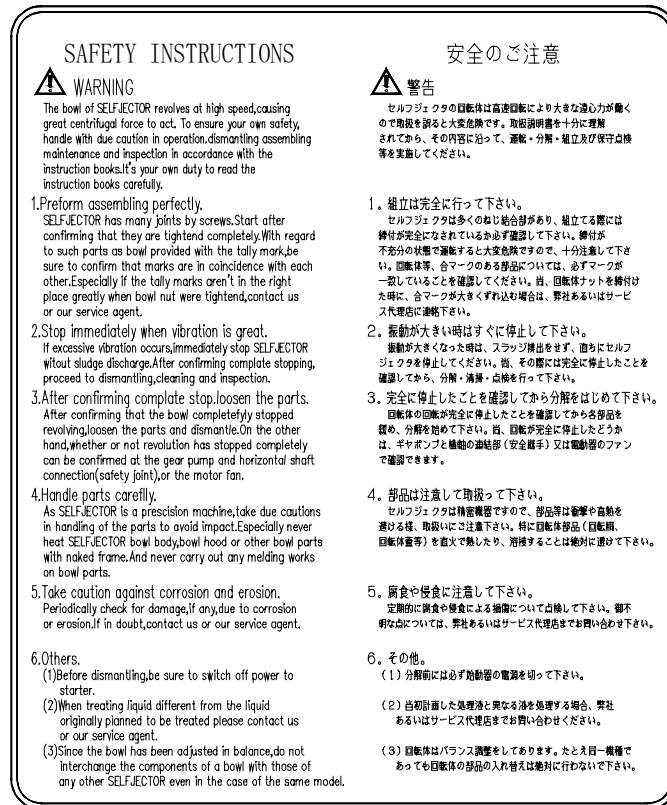 SAFETY INSTRUCTIONS
WARNING
The bowl of SELFJECTOR revolves at high speed,causing
great centrifugal force to act. To ensure your own safety,
handle with due caution in operation.dismantling assembling
maintenance and inspection in accordance with the
instruction books.It's your own duty to read the
instruction books carefully.
1.Preform assembling perfectly.
SELFJECTOR has many joints by screws.Start after
confirming that they are tightend completely.With regard
to such parts as bowl provided with the tally mark,be
sure to confirm that marks are in coincidence with each
other.Especially if the tally marks aren't in the right
place greatly when bowl nut were tightend,contact us
or our service agent.
2.Stop immediately when vibration is great.
If excessive vibration occurs,immediately stop SELFJECTOR
witout sludge discharge.After confirming complate stopping,
proceed to dismantling,cleaning and inspection.
3.After confirming complate stop.loosen the parts.
After confirming that the bowl completefyly stopped
revolving,loosen the parts and dismantle.On the other
hand,whether or not revolution has stopped completely
can be confirmed at the gear pump and horizontal shaft
connection(safety joint),or the motor fan.
4.Handle parts careflly.
As SELFJECTOR is a prescision machine,take due cautions
in handling of the parts to avoid impact.Especially never
heat SELFJECTOR bowl body,bowl hood or other bowl parts
with naked frame.And never carry out any melding works
on bowl parts.
5.Take caution against corrosion and erosion.
Periodically check for damage,if any,due to corrosion
or erosion.If in doubt,contact us or our service agent.
6.Others.
(1)Before dismantling,be sure to switch off power to
starter.
(2)When treating liquid different from the liquid
originally pianned to be treated please contact us
or our service agent.
(3)Since the bowl has been adjusted in balance,do not
interchange the components of a bowl with those of
any other SELFJECTOR even in the case of the same model.
安全のご注意
警告
セルフジェクタの回転体は高速回転により大きな遠心力が働く
ので取扱を誤ると大変危険です。取扱説明書を十分に理解
されてから、その内容に沿って、運転・分解・組立及び保守点検
等を実施してください。
1。組立は完全に行って下さい。
セルフジェクタは多くのねじ結合部があり、組立てる際には
締付が完全になされているか必ず確認して下さい。締付が
不充分の状態で運転すると大変危険ですので、十分注意して下さ
い。回転体等、合マークのある部品については、必ずマークが
一致していることを確認してください。尚、回転体ナットを締付け
た時に、合マークが大きくずれ込む場合は、弊社あるいはサービ
ス代理店に連絡下さい。
2。振動が大きい時はすぐに停止して下さい。
振動が大きくなった時は、スラッジ排出をせず、直ちにセルフ
ジェクタを停止してください。尚、その際には完全に停止したことを
確認してから、分解・清掃・点検を行って下さい。
3。完全に停止したことを確認してから分解をはじめて下さい。
回転体の回転が完全に停止したことを確認してから各部品を
緩め、分解を始めて下さい。尚、回転が完全に停止したどうか
は、ギヤポンプと横軸の連結部(安全継手)又は電動器のファン
で確認できます。
4。部品は注意して取扱って下さい。
セルフジェクタは精密機器ですので、部品等は衝撃や高熱を
避ける様、取扱いにご注意下さい。特に回転体部品(回転胴、
回転体蓋等)を直火で熱したり、溶接することは絶対に避けて下さい。
5。腐食や侵食に注意して下さい。
定期的に腐食や侵食による損傷について点検して下さい。御不
明な点については、弊社あるいはサービス代理店までお問い合わせ下さい。
6。その他。
(1)分解前には必ず始動器の電源を切って下さい。
(2)当初計画した処理液と異なる液を処理する場合、弊社
あるいはサービス代理店までお問い合わせください。
(3)回転体はバランス調整をしてあります。たとえ同一機種で
あっても回転体の部品の入れ替えは絶対に行わないで下さい。